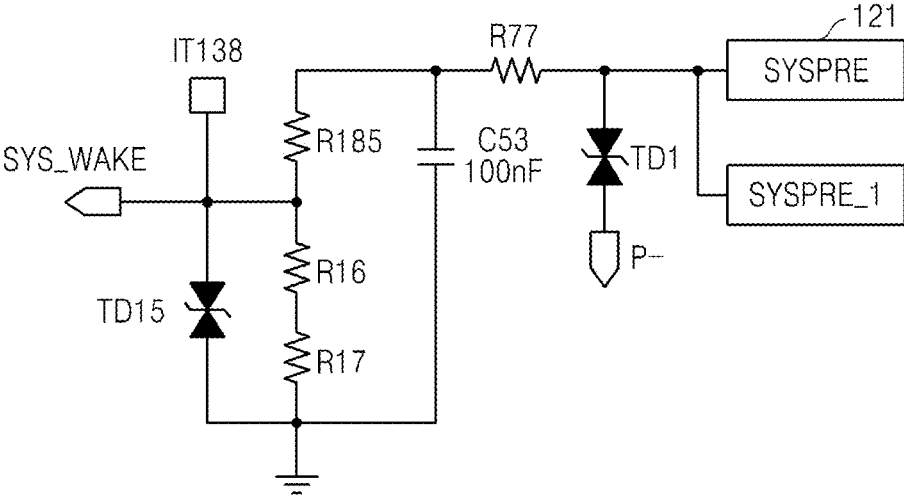 121
R77
IT138
SYSPRE
R185
C53
100nF
TD1
SYS_WAKE
SYSPRE_1
R16
P-
TD15
R17